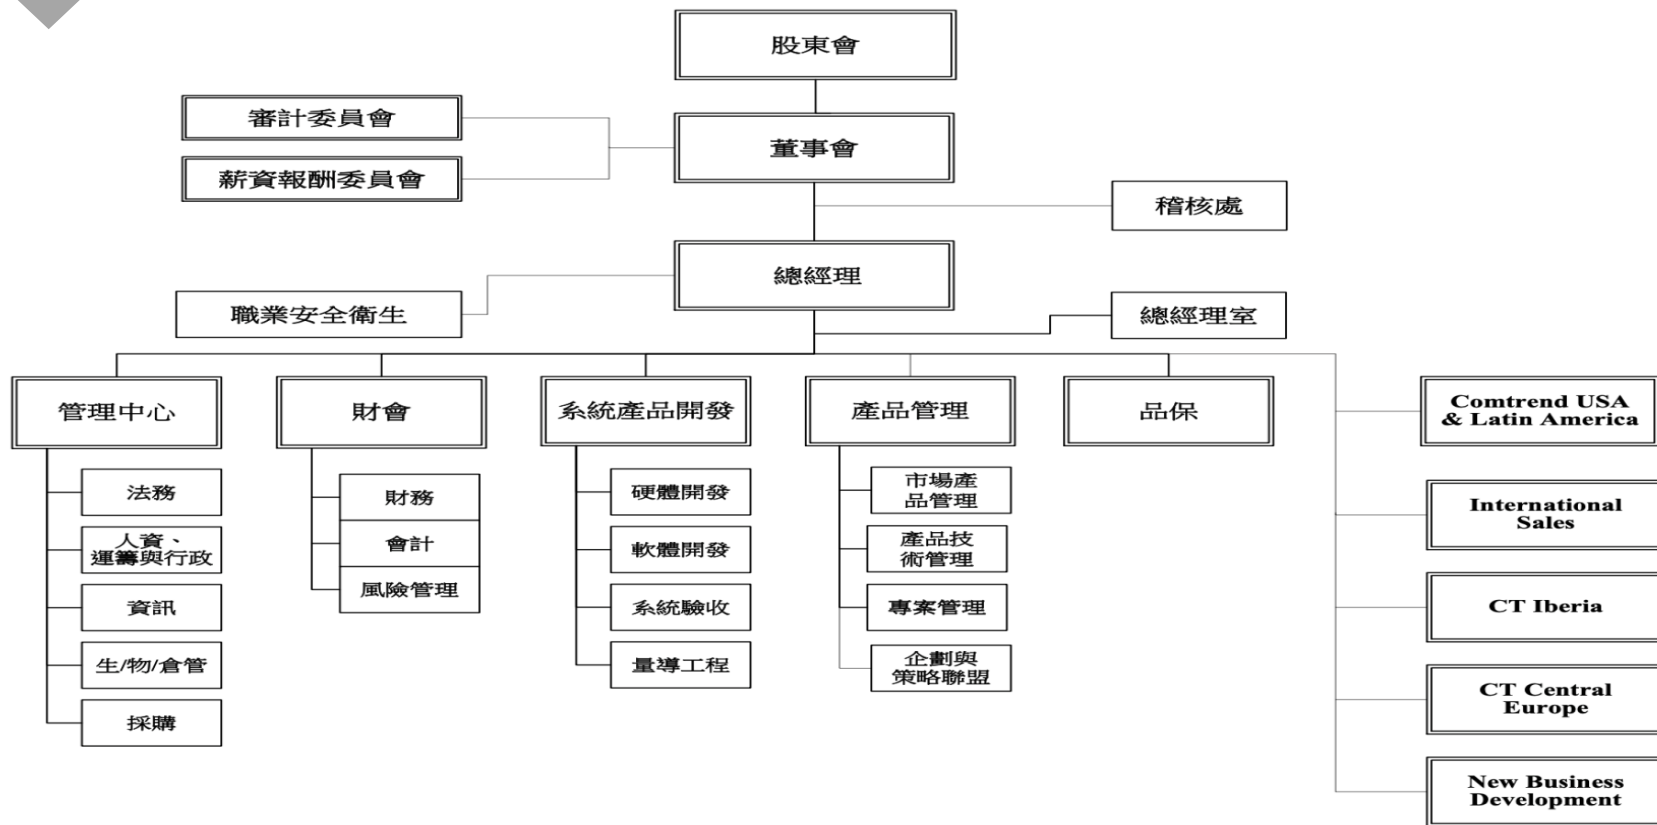 股東會
審計委員會
董事會
薪資報酬委員會
稽核處
總經理
職業安全衛生
總經理室
管理中心
財會
系統產品開發
產品管理
品保
法務
人資、
運籌與行政
資訊
生/物/倉管
採購
財務
會計
風險管理
硬體開發
軟體開發
系統驗收
量導工程
市場產
品管理
產品技
術管理
專案管理
企劃與
策略聯盟
Comtrend USA
& Latin America
International
Sales
CT Iberia
CT Central
Europe
New Business
Development